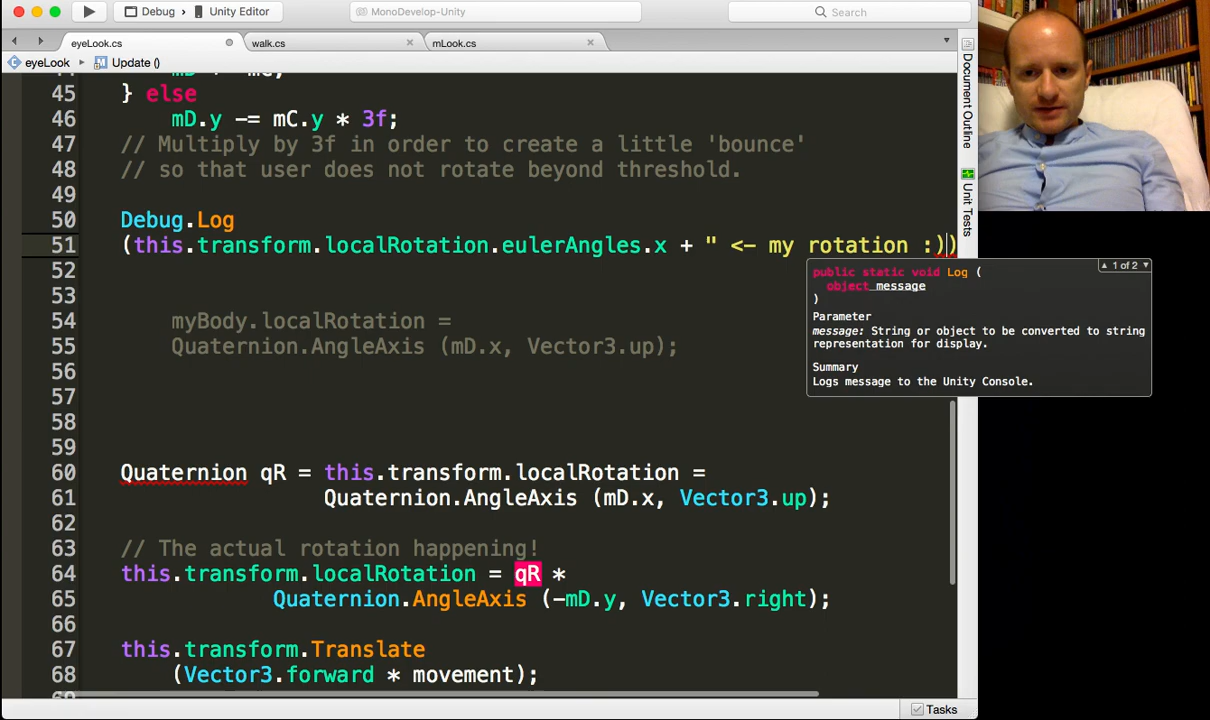 Debug Unity Editor MonoDevelop-Unity Search
eyeLook.cs walk.cs mLook.cs
eyeLook Update ()
45 } else
46 mD.y -= mC.y * 3f;
47 // Multiply by 3f in order to create a little 'bounce'
48 // so that user does not rotate beyond threshold.
49
50 Debug.Log
51 (this.transform.localRotation.eulerAngles.x + " <- my rotation :))
52
53
54 myBody.localRotation =
55 Quaternion.AngleAxis (mD.x, Vector3.up);
56
57
58
59
60 Quaternion qR = this.transform.localRotation =
61 Quaternion.AngleAxis (mD.x, Vector3.up);
62
63 // The actual rotation happening!
64 this.transform.localRotation = qR *
65 Quaternion.AngleAxis (-mD.y, Vector3.right);
66
67 this.transform.Translate
68 (Vector3.forward * movement);
public static void Log (
object message
)
1 of 2
Parameter
message: String or object to be converted to string
representation for display.
Summary
Logs message to the Unity Console.
Document Outline
Unit Tests
Tasks